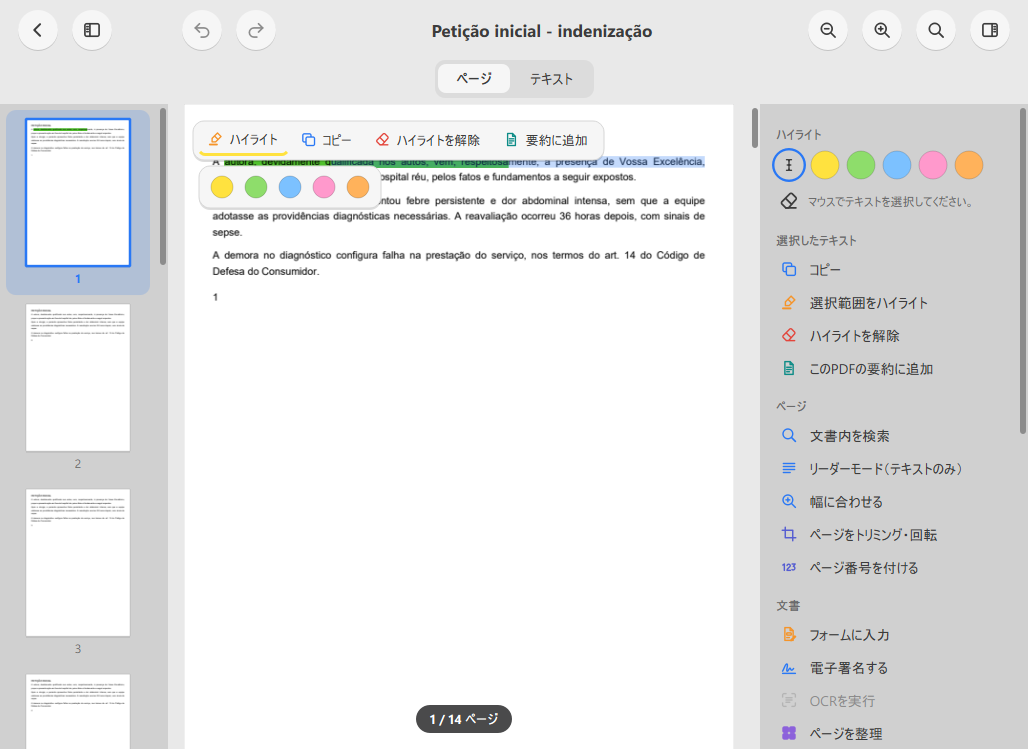 Petição inicial - indenização
ページ
テキスト
1
2
3
ハイライト
コピー
ハイライトを解除
要約に追加
A autora, devidamente qualificada nos autos, vem, respeitosamente, à presença de Vossa Excelência,
ospital réu, pelos fatos e fundamentos a seguir expostos.
ntou febre persistente e dor abdominal intensa, sem que a equipe
adotasse as providências diagnósticas necessárias. A reavaliação ocorreu 36 horas depois, com sinais de
sepse.
A demora no diagnóstico configura falha na prestação do serviço, nos termos do art. 14 do Código de
Defesa do Consumidor.
1
1 / 14 ページ
ハイライト
マウスでテキストを選択してください。
選択したテキスト
コピー
選択範囲をハイライト
ハイライトを解除
このPDFの要約に追加
ページ
文書内を検索
リーダーモード（テキストのみ）
幅に合わせる
ページをトリミング・回転
123 ページ番号を付ける
文書
フォームに入力
電子署名する
OCRを実行
ページを整理